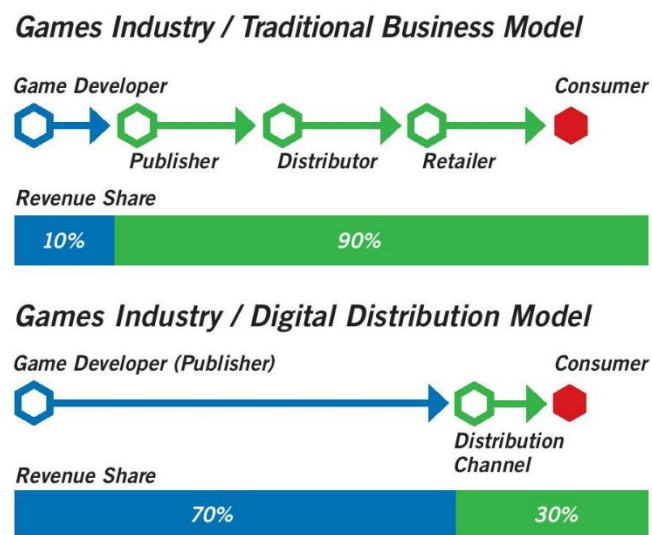 Games Industry / Traditional Business Model
Game Developer
Consumer
Publisher
Distributor
Retailer
Revenue Share
10%
90%
Games Industry / Digital Distribution Model
Game Developer (Publisher)
Consumer
Distribution
Channel
Revenue Share
70%
30%